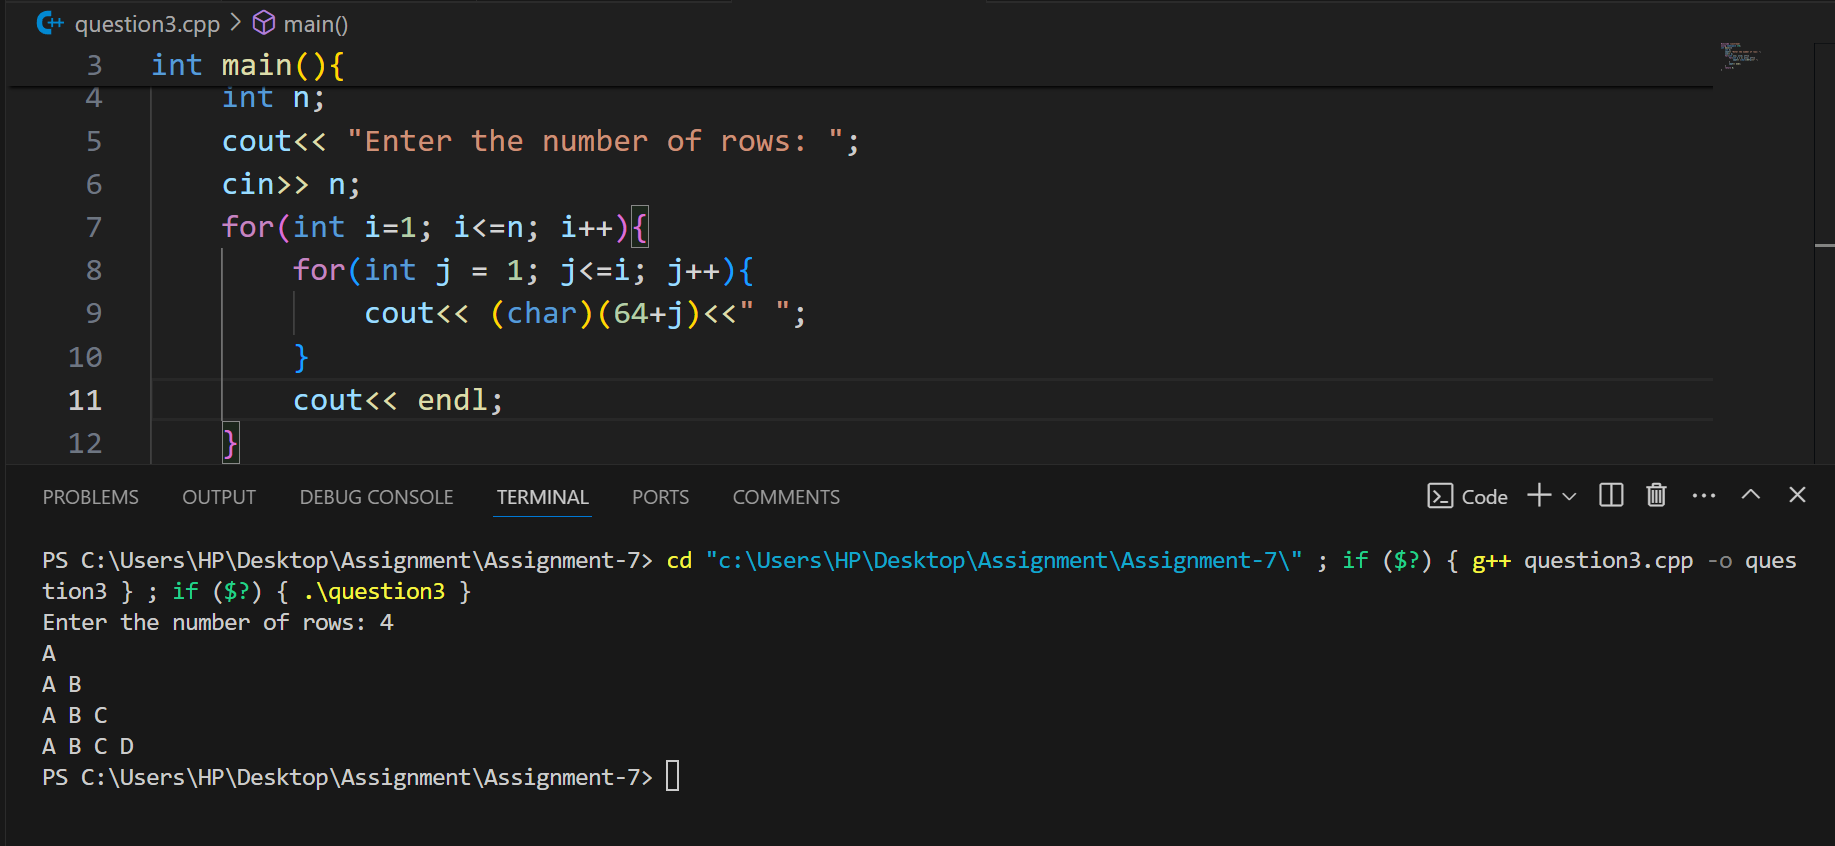 question3.cpp > main()
3 int main(){
4 int n;
5 cout<< "Enter the number of rows: ";
6 cin>> n;
7 for(int i=1; i<=n; i++){
8 for(int j = 1; j<=i; j++){
9 cout<< (char)(64+j)<<" ";
10 }
11 cout<< endl;
12 }
PROBLEMS OUTPUT DEBUG CONSOLE TERMINAL PORTS COMMENTS Code
PS C:\Users\HP\Desktop\Assignment\Assignment-7> cd "c:\Users\HP\Desktop\Assignment\Assignment-7\" ; if ($?) { g++ question3.cpp -o ques
tion3 } ; if ($?) { .\question3 }
Enter the number of rows: 4
A
A B
A B C
A B C D
PS C:\Users\HP\Desktop\Assignment\Assignment-7>